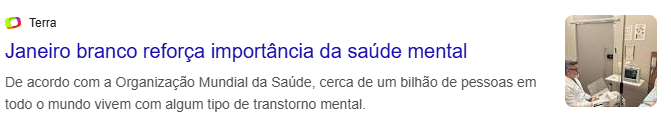 Terra
Janeiro branco reforça importância da saúde mental
De acordo com a Organização Mundial da Saúde, cerca de um bilhão de pessoas em
todo o mundo vivem com algum tipo de transtorno mental.